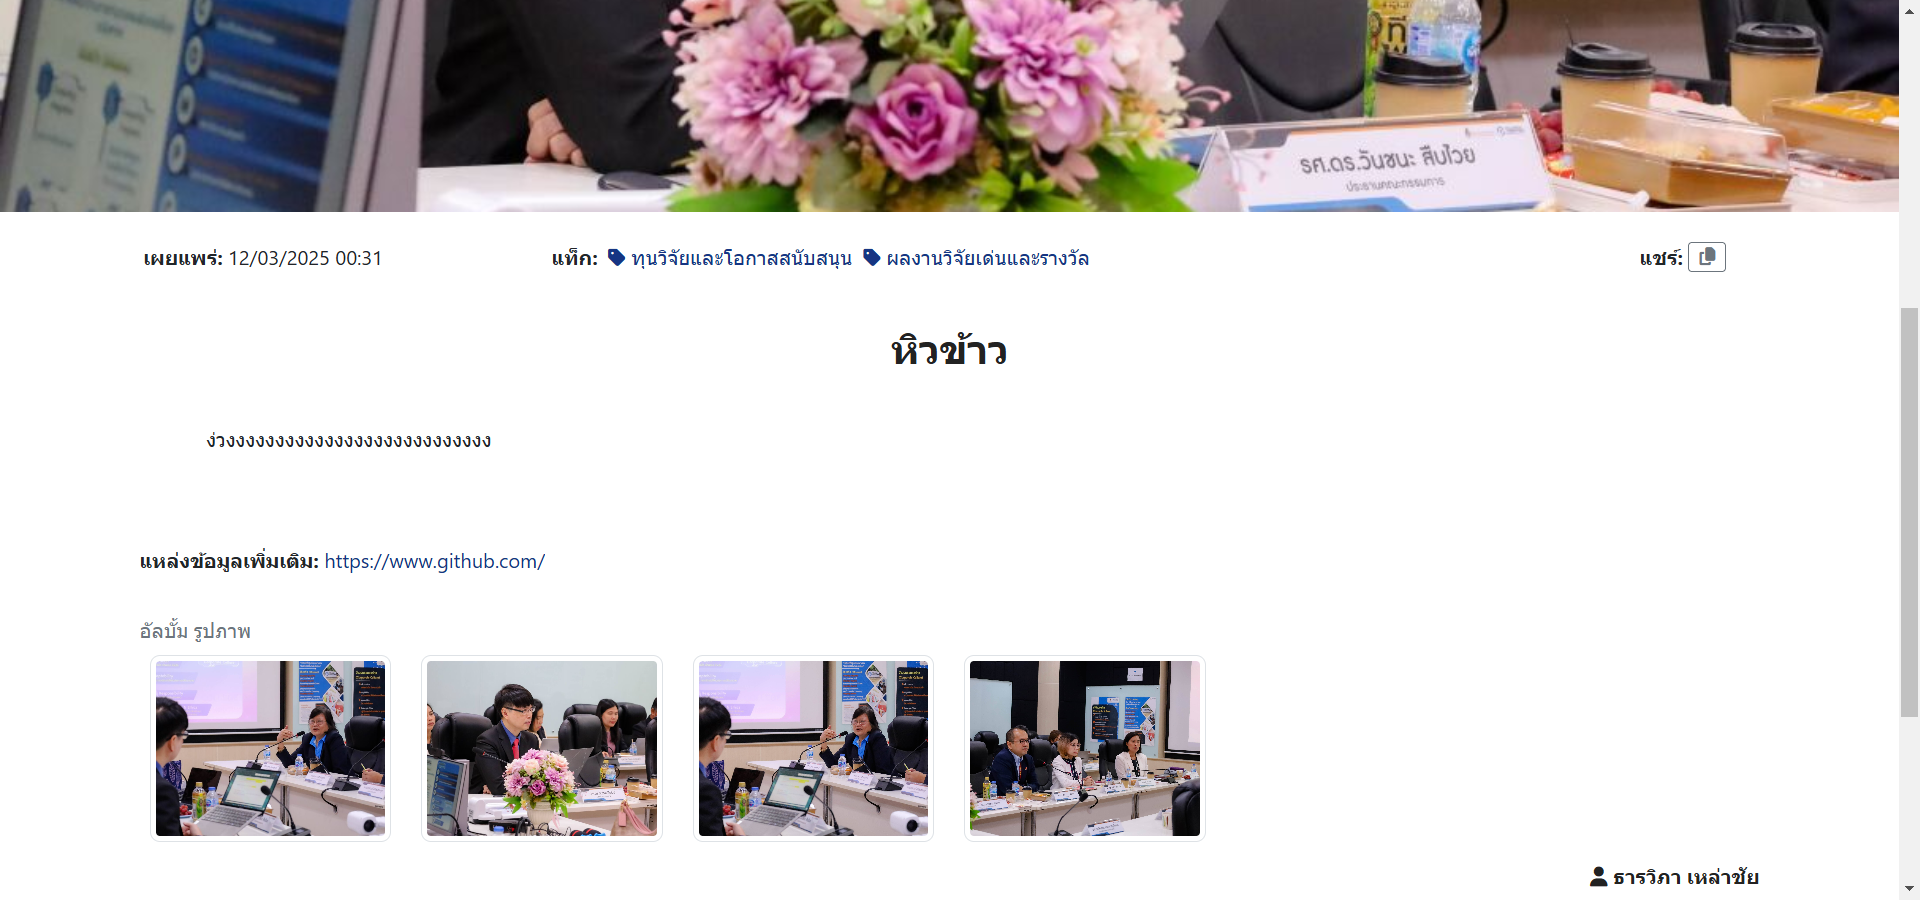 รศ.ดร.วันชนะ สืบไวย
ประธานคณะกรรมการ
เผยแพร่: 12/03/2025 00:31
แท็ก: ทุนวิจัยและโอกาสสนับสนุน ผลงานวิจัยเด่นและรางวัล
แชร์:
หิวข้าว
ง่วงงงงงงงงงงงงงงงงงงงงงงงงงงง
แหล่งข้อมูลเพิ่มเติม: https://www.github.com/
อัลบั้ม รูปภาพ
ธารวิภา เหล่าชัย